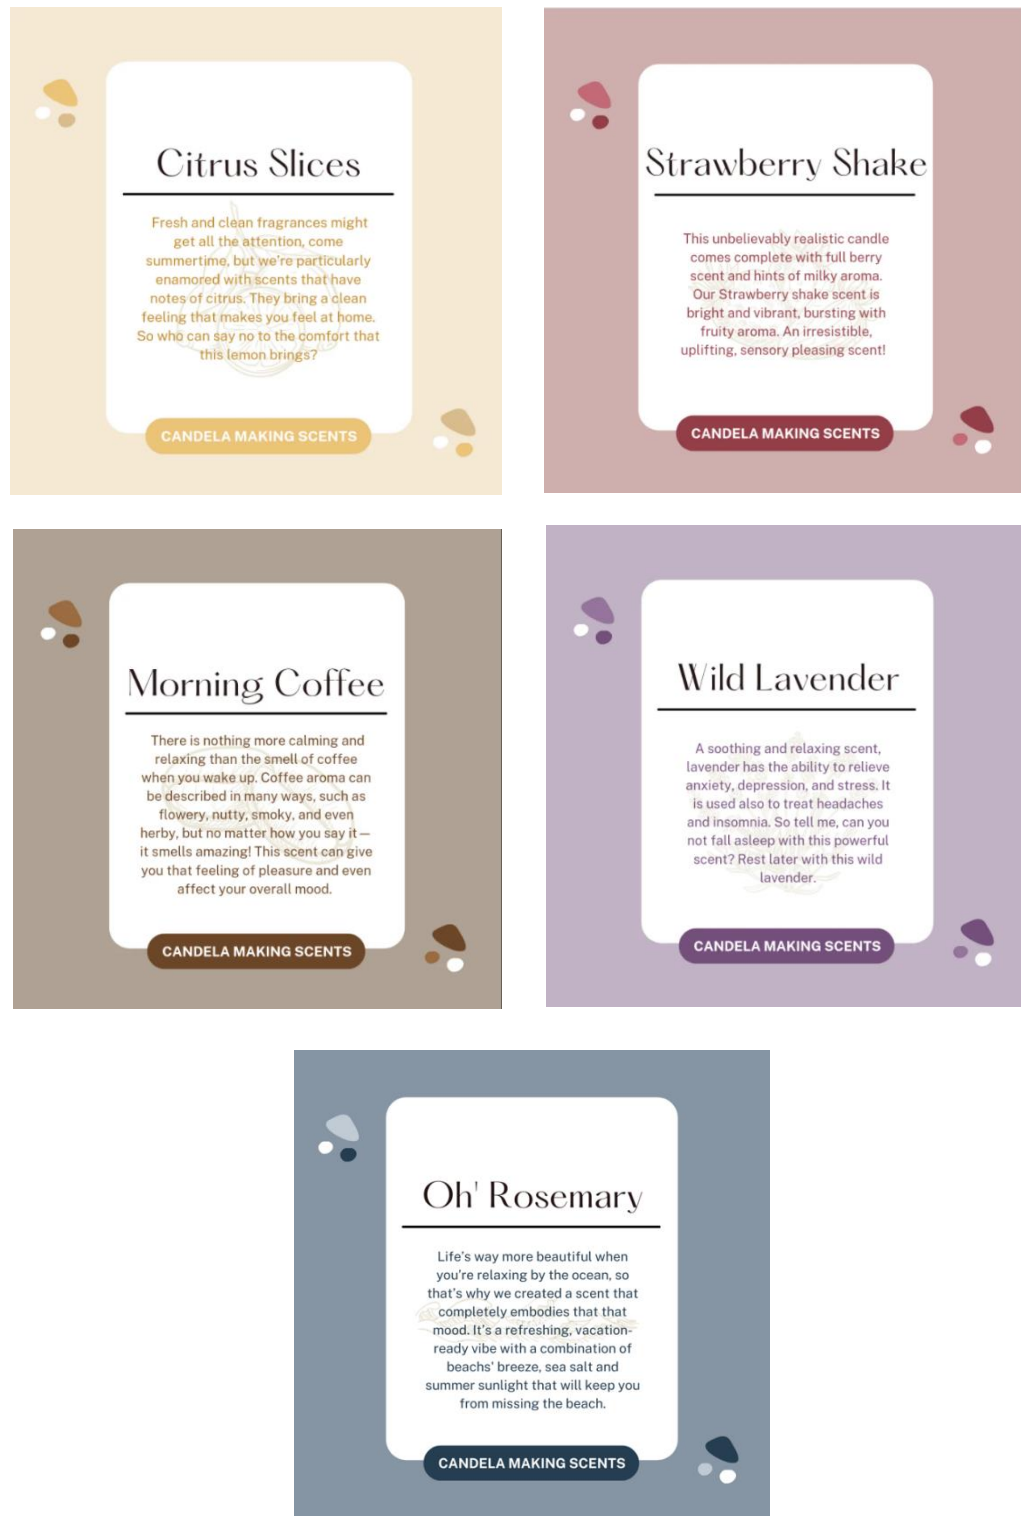 Citrus Slices
Fresh and clean fragrances might
get all the attention, come
summertime, but we're particularly
enamored with scents that have
notes of citrus. They bring a clean
feeling that makes you feel at home.
So who can say no to the comfort that
this lemon brings?
CANDELA MAKING SCENTS
Strawberry Shake
This unbelievably realistic candle
comes complete with full berry
scent and hints of milky aroma.
Our Strawberry shake scent is
bright and vibrant, bursting with
fruity aroma. An irresistible,
uplifting, sensory pleasing scent!
CANDELA MAKING SCENTS
Morning Coffee
There is nothing more calming and
relaxing than the smell of coffee
when you wake up. Coffee aroma can
be described in many ways, such as
flowery, nutty, smoky, and even
herby, but no matter how you say it—
it smells amazing! This scent can give
you that feeling of pleasure and even
affect your overall mood.
CANDELA MAKING SCENTS
Wild Lavender
A soothing and relaxing scent,
lavender has the ability to relieve
anxiety, depression, and stress. It
is used also to treat headaches
and insomnia. So tell me, can you
not fall asleep with this powerful
scent? Rest later with this wild
lavender.
CANDELA MAKING SCENTS
Oh' Rosemary
Life's way more beautiful when
you're relaxing by the ocean, so
that's why we created a scent that
completely embodies that that
mood. It's a refreshing, vacation-
ready vibe with a combination of
beachs' breeze, sea salt and
summer sunlight that will keep you
from missing the beach.
CANDELA MAKING SCENTS